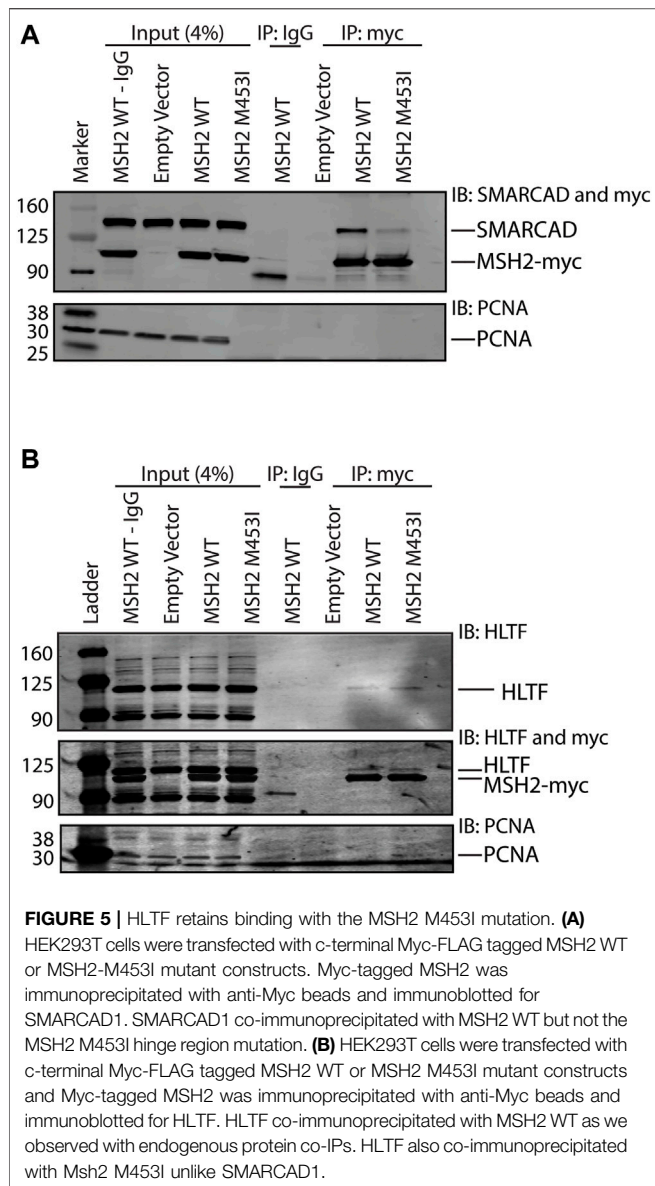 A
Input (4%) IP: IgG IP: myc
Marker
MSH2 WT - IgG
Empty Vector
MSH2 WT
MSH2 M453I
MSH2 WT
Empty Vector
MSH2 WT
MSH2 M453I
IB: SMARCAD and myc
160
125
90
SMARCAD
MSH2-myc
IB: PCNA
38
30
25
PCNA
B
Input (4%) IP: IgG IP: myc
Ladder
MSH2 WT - IgG
Empty Vector
MSH2 WT
MSH2 M453I
MSH2 WT
Empty Vector
MSH2 WT
MSH2 M453I
IB: HLTF
160
125
90
HLTF
IB: HLTF and myc
125
90
HLTF
MSH2-myc
IB: PCNA
38
30
PCNA
FIGURE 5 | HLTF retains binding with the MSH2 M453I mutation. (A)
HEK293T cells were transfected with c-terminal Myc-FLAG tagged MSH2 WT
or MSH2-M453I mutant constructs. Myc-tagged MSH2 was
immunoprecipitated with anti-Myc beads and immunoblotted for
SMARCAD1. SMARCAD1 co-immunoprecipitated with MSH2 WT but not the
MSH2 M453I hinge region mutation. (B) HEK293T cells were transfected with
c-terminal Myc-FLAG tagged MSH2 WT or MSH2 M453I mutant constructs
and Myc-tagged MSH2 was immunoprecipitated with anti-Myc beads and
immunoblotted for HLTF. HLTF co-immunoprecipitated with MSH2 WT as we
observed with endogenous protein co-IPs. HLTF also co-immunoprecipitated
with Msh2 M453I unlike SMARCAD1.